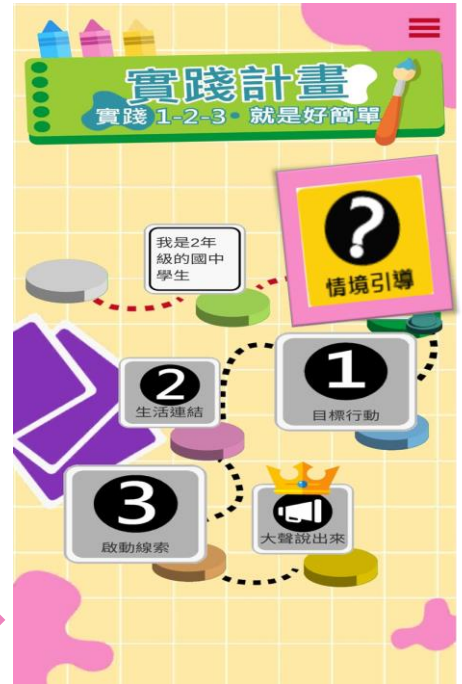 實踐計畫
實踐 1-2-3 就是好簡單
我是2年
級的國中
學生
?
情境引導
1
目標行動
2
生活連結
3
啟動線索
大聲說出來